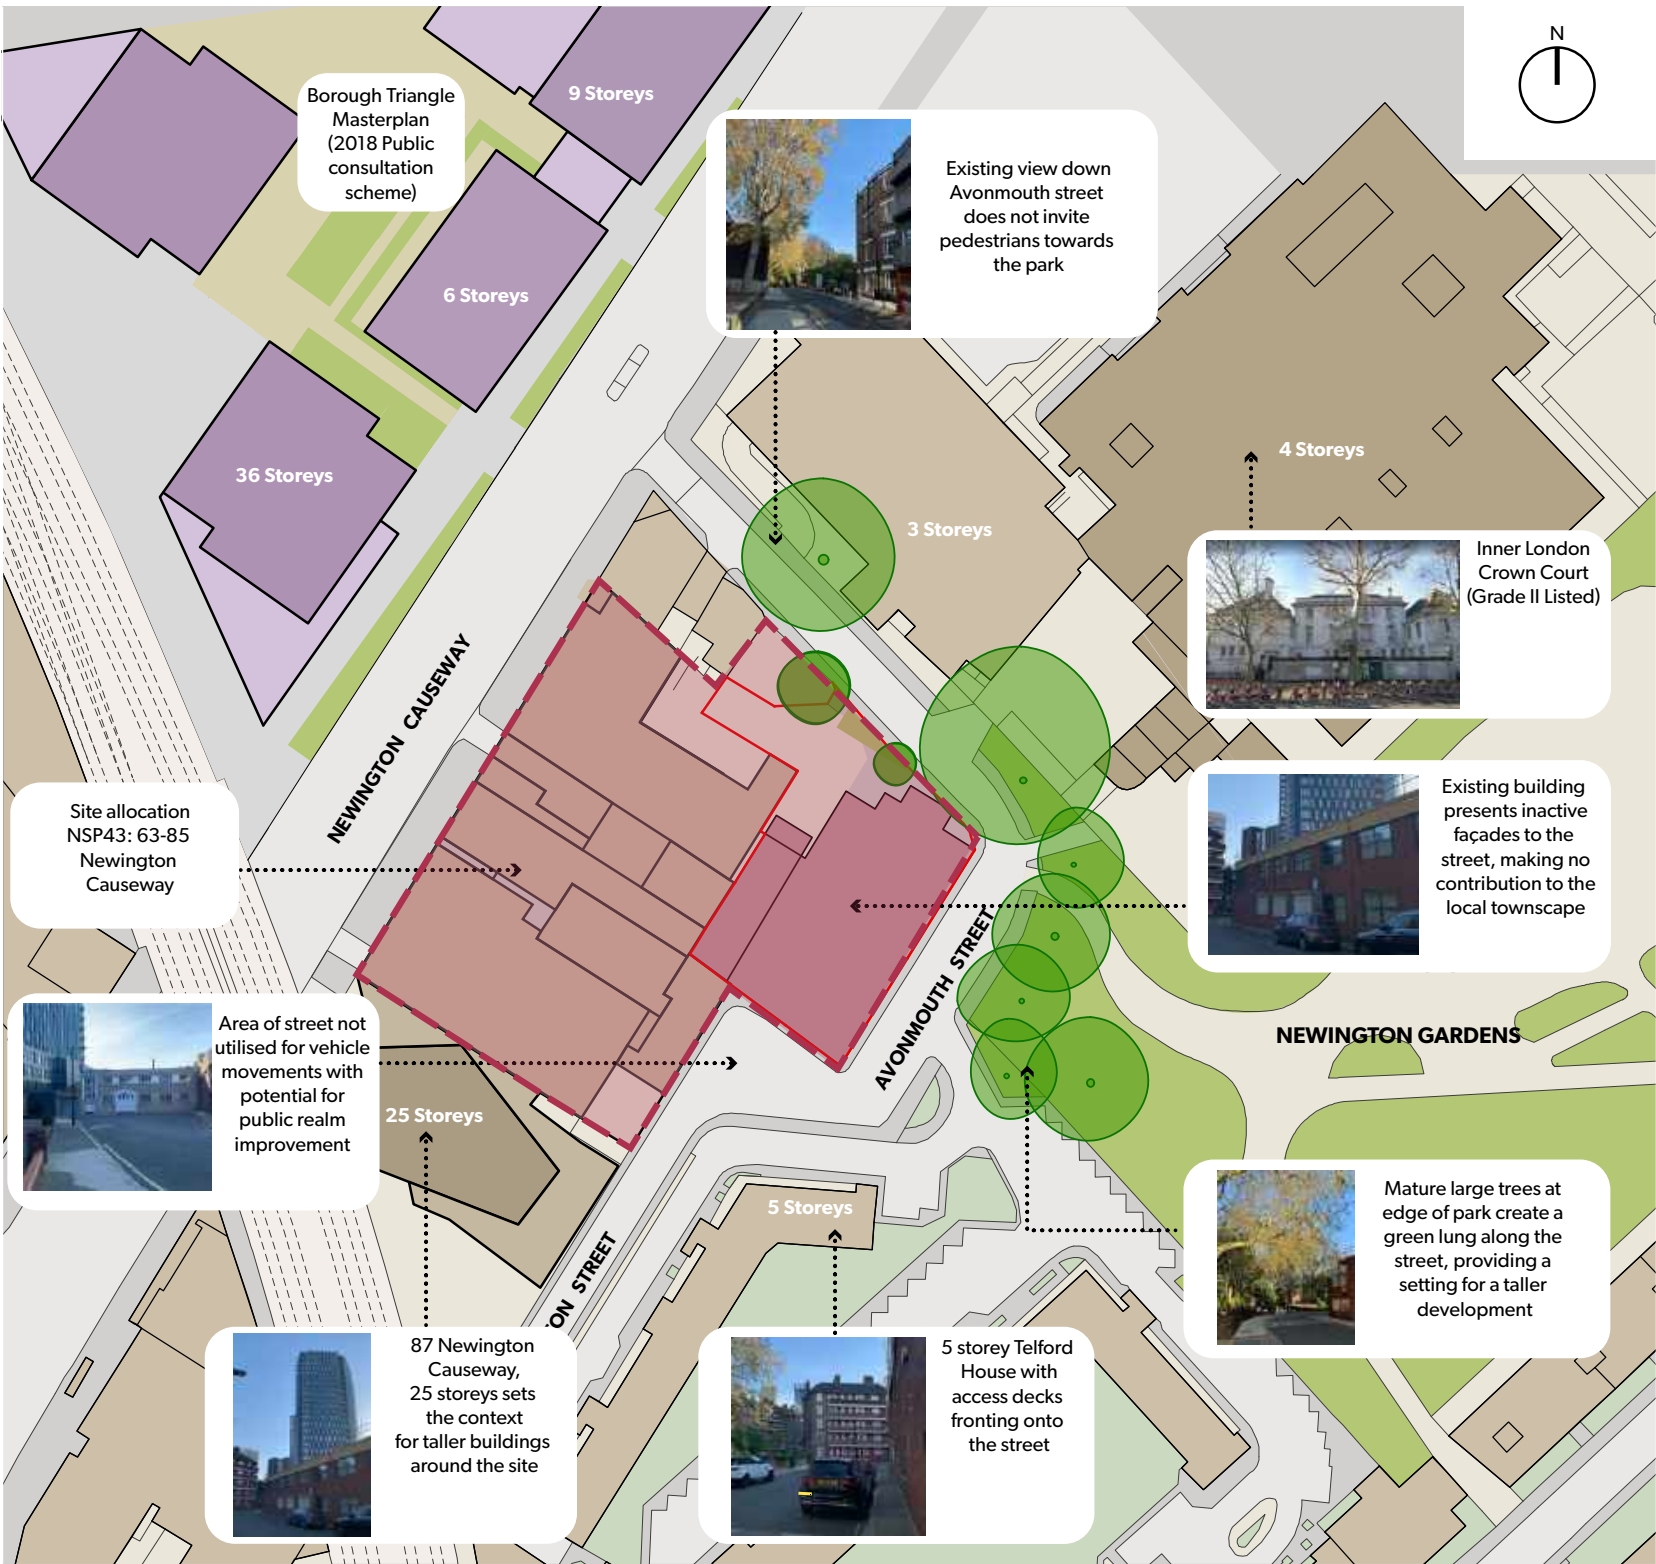 N
9 Storeys
Borough Triangle
Masterplan
(2018 Public
consultation
scheme)
6 Storeys
36 Storeys
Existing view down
Avonmouth street
does not invite
pedestrians towards
the park
4 Storeys
3 Storeys
Inner London
Crown Court
(Grade II Listed)
NEWINGTON CAUSEWAY
Site allocation
NSP43: 63-85
Newington
Causeway
Existing building
presents inactive
façades to the
street, making no
contribution to the
local townscape
AVONMOUTH STREET
NEWINGTON GARDENS
Area of street not
utilised for vehicle
movements with
potential for
public realm
improvement
25 Storeys
5 Storeys
Mature large trees at
edge of park create a
green lung along the
street, providing a
setting for a taller
development
TON STREET
87 Newington
Causeway,
25 storeys sets
the context
for taller buildings
around the site
5 storey Telford
House with
access decks
fronting onto
the street